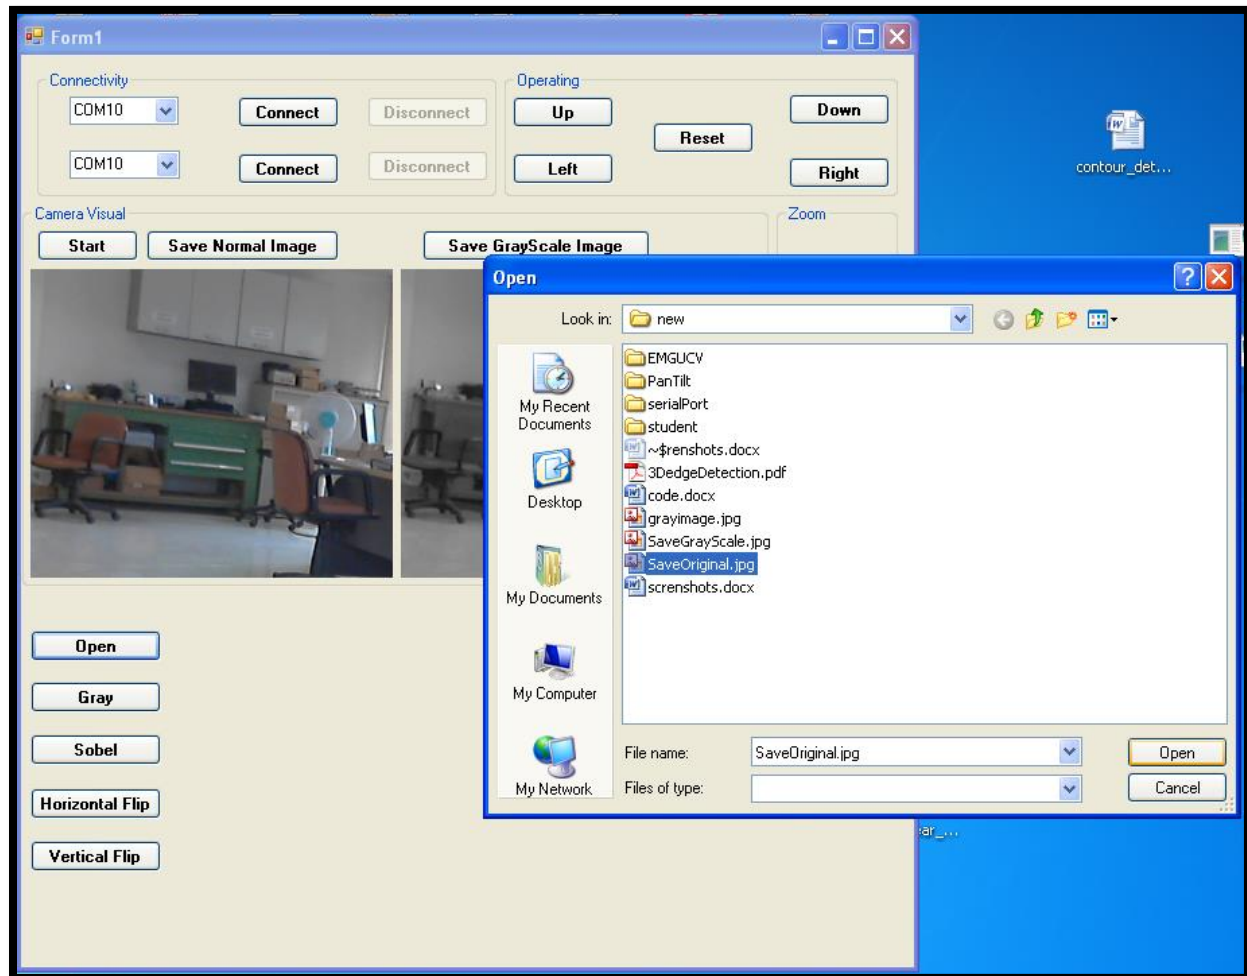 Form1
Connectivity
Operating
COM10 Connect Disconnect
Up
Down
Reset
COM10 Connect Disconnect
Left
Right
Camera Visual
Zoom
Start Save Normal Image Save GrayScale Image
contour_det...
Open
Look in: new
My Recent
Documents
Desktop
My Documents
My Computer
My Network
EMGUCV
PanTilt
serialPort
student
~$renshots.docx
3DedgeDetection.pdf
code.docx
grayimage.jpg
SaveGrayScale.jpg
SaveOriginal.jpg
screnshots.docx
File name: SaveOriginal.jpg Open
Files of type: Cancel
Open
Gray
Sobel
Horizontal Flip
Vertical Flip